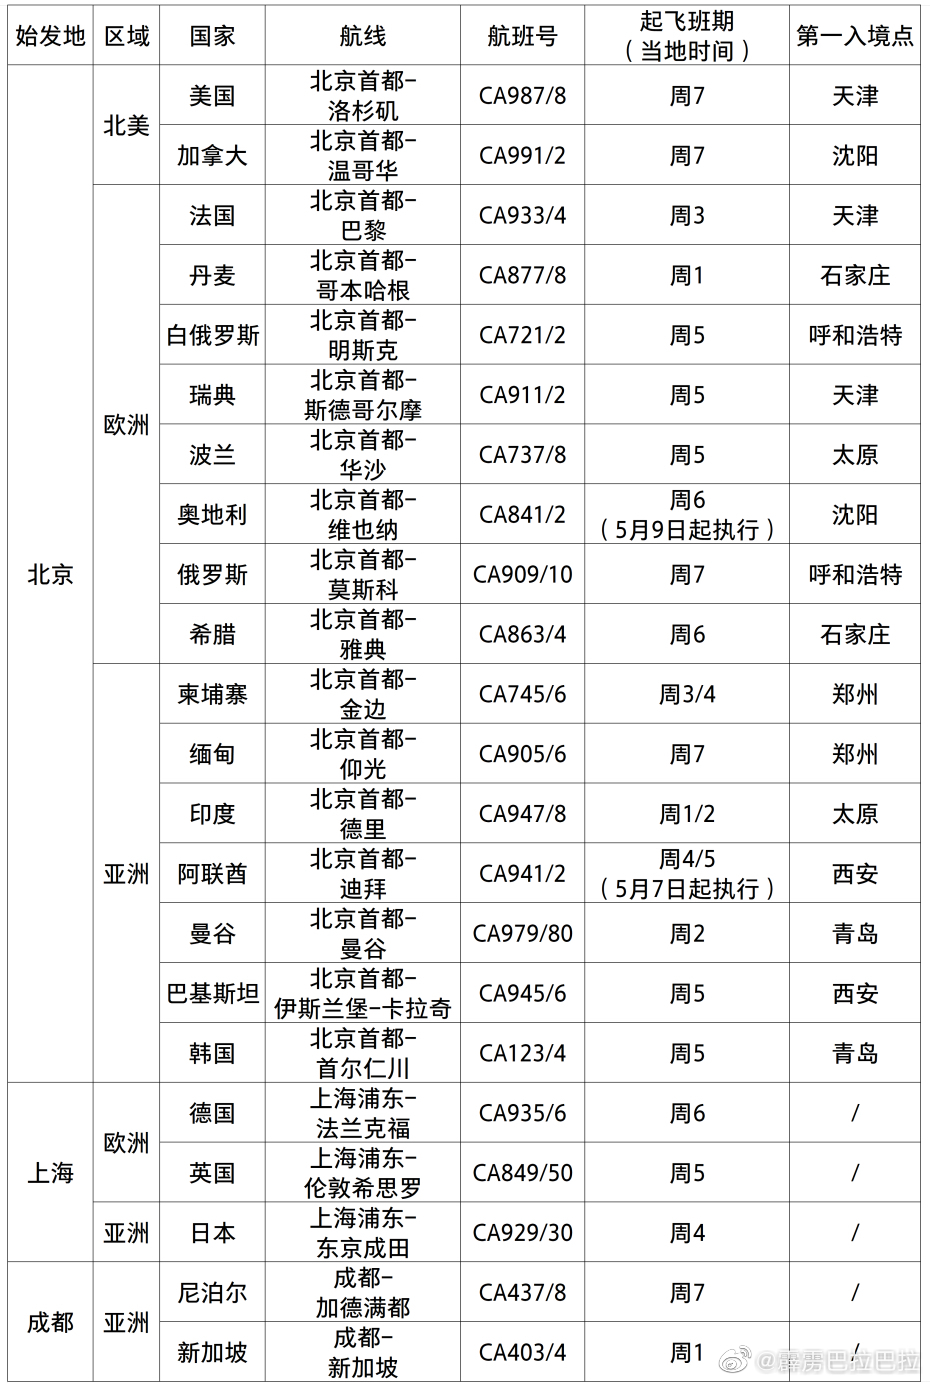 始发地 区域 国家 航线 航班号 起飞班期
（当地时间） 第一入境点
北京
北美
美国 北京首都-
洛杉矶 CA987/8 周7 天津
加拿大 北京首都-
温哥华 CA991/2 周7 沈阳
欧洲
法国 北京首都-
巴黎 CA933/4 周3 天津
丹麦 北京首都-
哥本哈根 CA877/8 周1 石家庄
白俄罗斯 北京首都-
明斯克 CA721/2 周5 呼和浩特
瑞典 北京首都-
斯德哥尔摩 CA911/2 周5 天津
波兰 北京首都-
华沙 CA737/8 周5 太原
奥地利 北京首都-
维也纳 CA841/2 周6
（5月9日起执行） 沈阳
俄罗斯 北京首都-
莫斯科 CA909/10 周7 呼和浩特
希腊 北京首都-
雅典 CA863/4 周6 石家庄
亚洲
柬埔寨 北京首都-
金边 CA745/6 周3/4 郑州
缅甸 北京首都-
仰光 CA905/6 周7 郑州
印度 北京首都-
德里 CA947/8 周1/2 太原
阿联酋 北京首都-
迪拜 CA941/2 周4/5
（5月7日起执行） 西安
曼谷 北京首都-
曼谷 CA979/80 周2 青岛
巴基斯坦 北京首都-
伊斯兰堡-卡拉奇 CA945/6 周5 西安
韩国 北京首都-
首尔仁川 CA123/4 周5 青岛
上海
欧洲
德国 上海浦东-
法兰克福 CA935/6 周6 /
英国 上海浦东-
伦敦希思罗 CA849/50 周5 /
亚洲 日本 上海浦东-
东京成田 CA929/30 周4 /
成都
亚洲
尼泊尔 成都-
加德满都 CA437/8 周7 /
新加坡 成都-
新加坡 CA403/4 周1 /
@霹雳巴拉巴拉